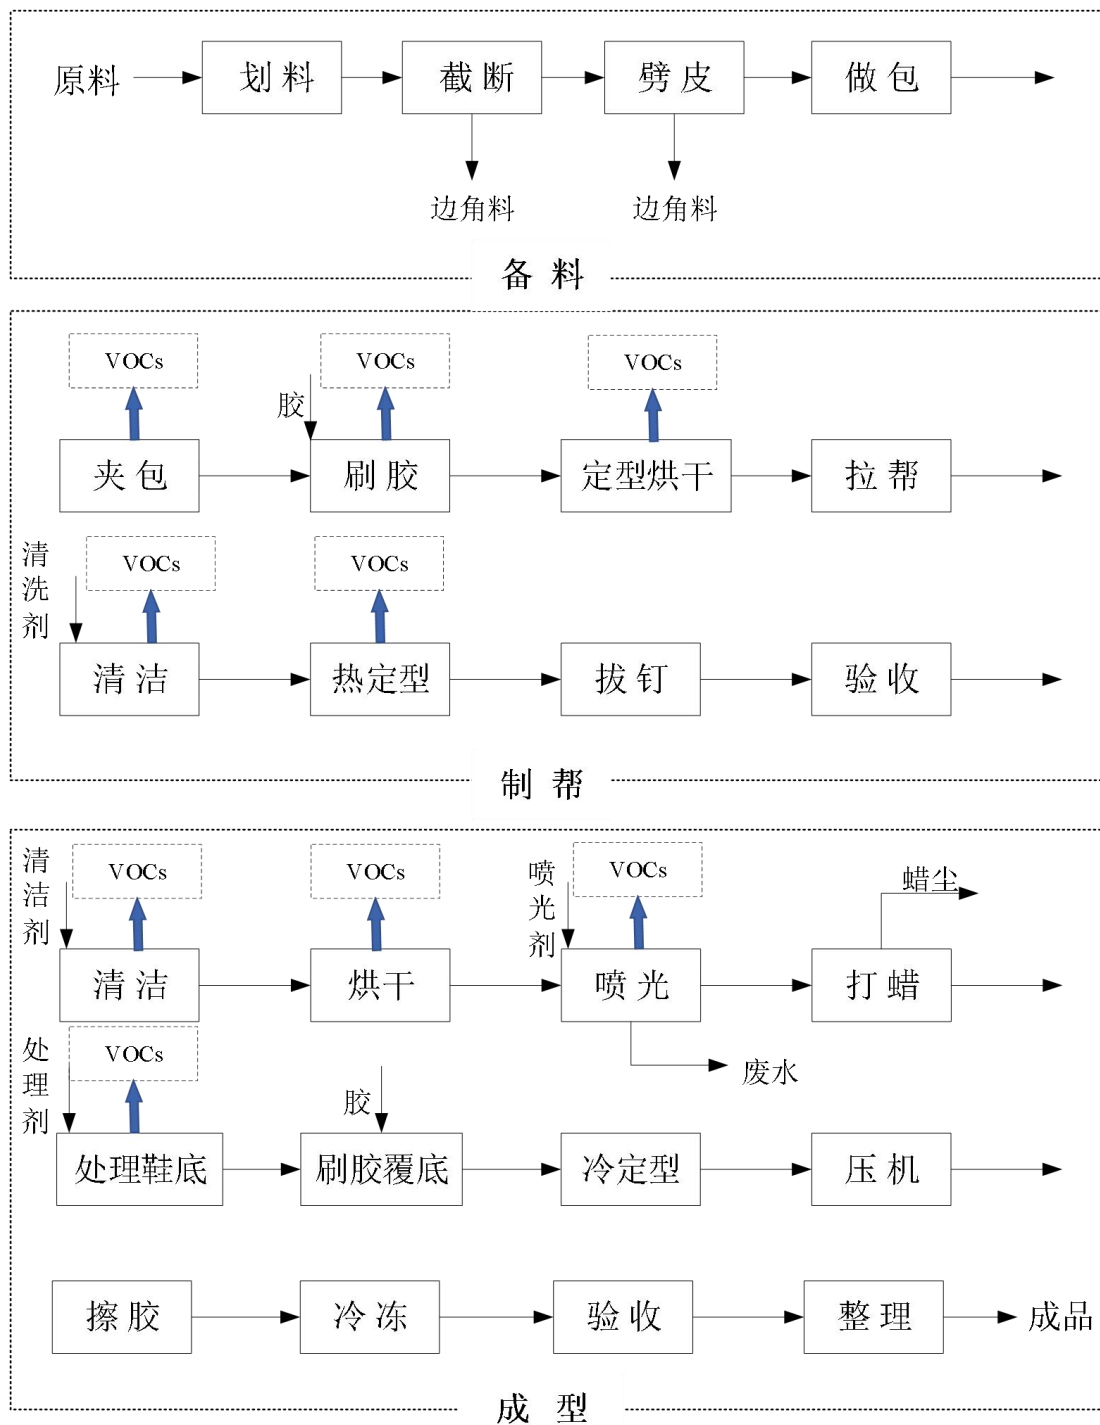 原料 划料 截断 劈皮 做包
边角料 边角料
备料
VOCs VOCs VOCs
胶
夹包 刷胶 定型烘干 拉帮
清洗剂 VOCs VOCs
清洁 热定型 拔钉 验收
制帮
清洁剂 VOCs VOCs 喷光剂 VOCs 蜡尘
清洁 烘干 喷光 打蜡
处理剂 VOCs 胶 废水
处理鞋底 刷胶覆底 冷定型 压机
擦胶 冷冻 验收 整理 成品
成型